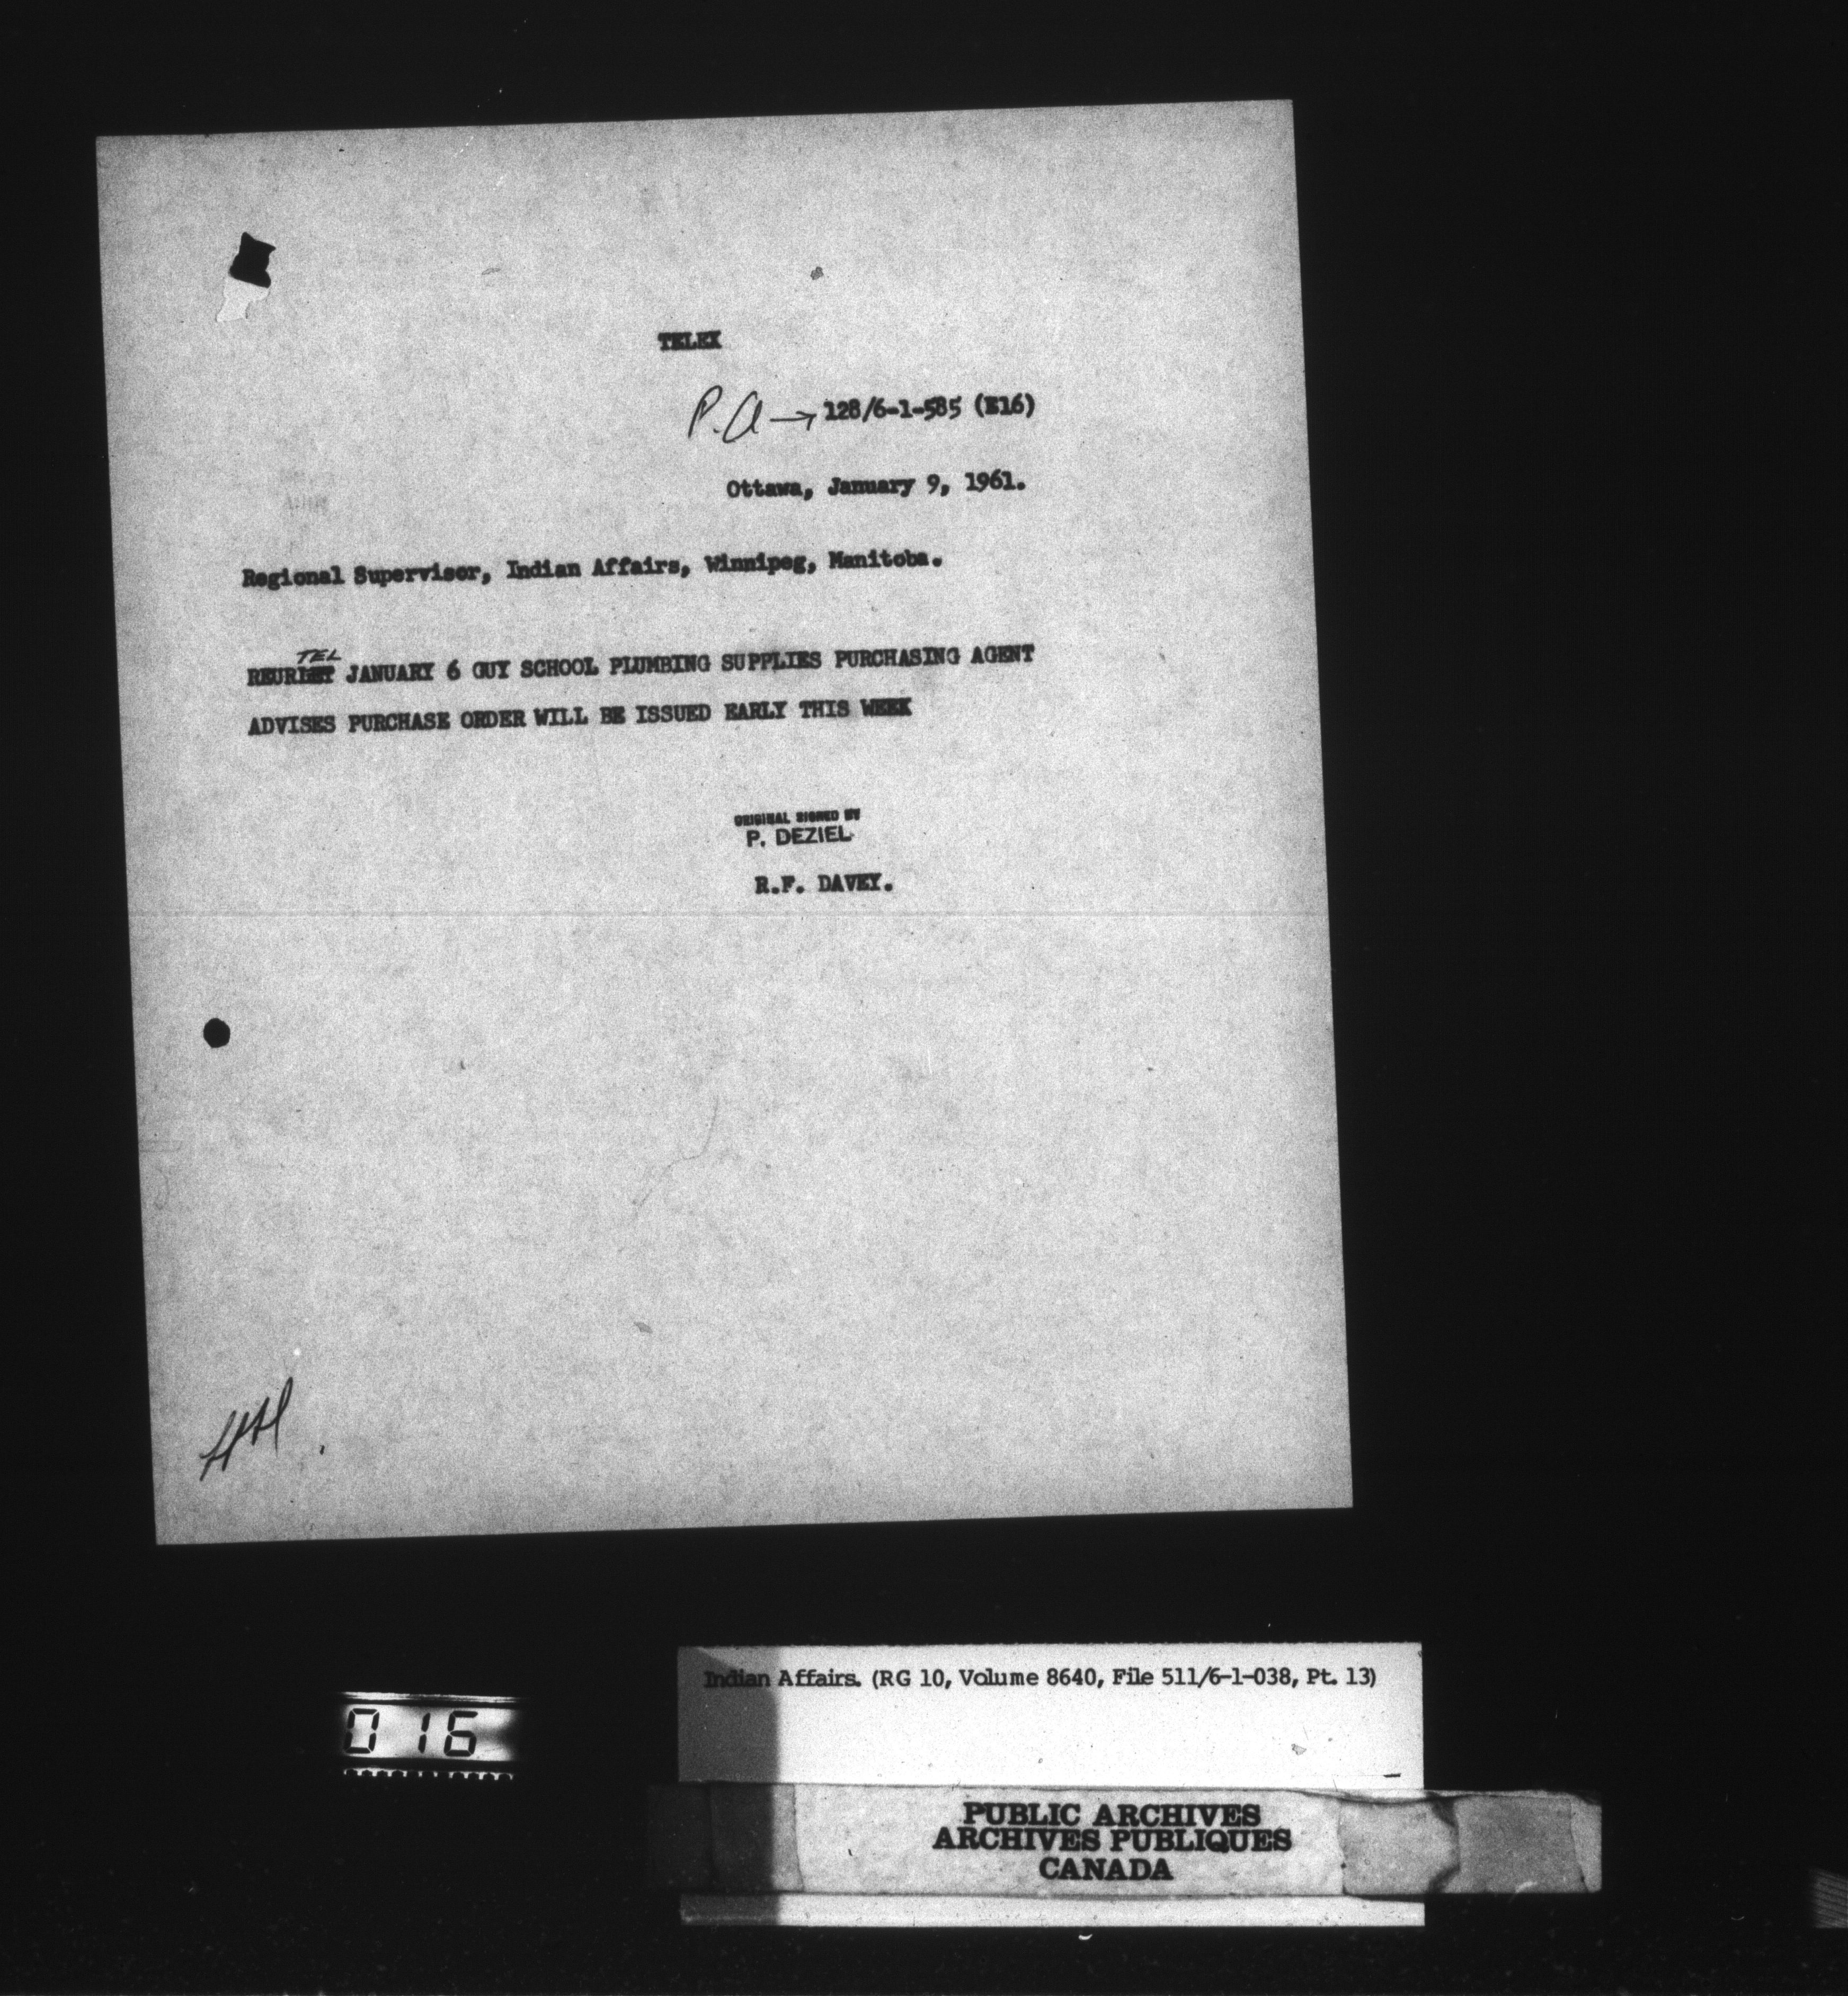 TELEX
P.A → 128/6-1-585 (E16)
Ottawa, January 9, 1961.
Regional Supervisor, Indian Affairs, Winnipeg, Manitoba.
TEL
REURLET JANUARY 6 GUY SCHOOL PLUMBING SUPPLIES PURCHASING AGENT
ADVISES PURCHASE ORDER WILL BE ISSUED EARLY THIS WEEK
ORIGINAL SIGNED BY
P. DEZIEL
R.F. DAVEY.
Indian Affairs. (RG 10, Volume 8640, File 511/6-1-038, Pt. 13)
016
PUBLIC ARCHIVES
ARCHIVES PUBLIQUES
CANADA